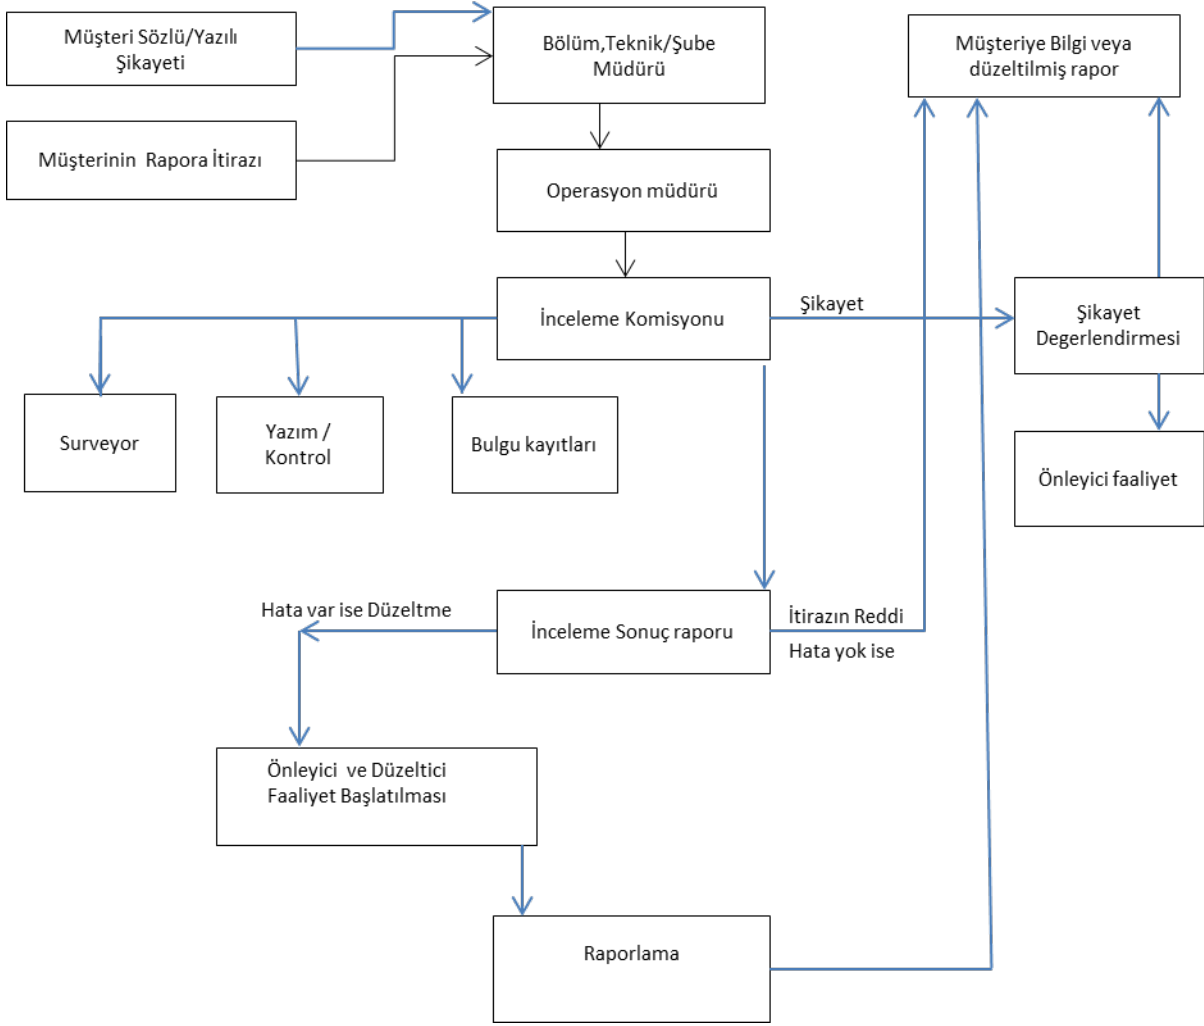 Müşteri Sözlü/Yazılı
Şikayeti
Bölüm,Teknik/Şube
Müdürü
Müşteriye Bilgi veya
düzeltilmiş rapor
Müşterinin Rapora İtirazı
Operasyon müdürü
İnceleme Komisyonu
Şikayet
Şikayet
Degerlendirmesi
Surveyor
Yazım /
Kontrol
Bulgu kayıtları
Önleyici faaliyet
Hata var ise Düzeltme
İnceleme Sonuç raporu
İtirazın Reddi
Hata yok ise
Önleyici ve Düzeltici
Faaliyet Başlatılması
Raporlama